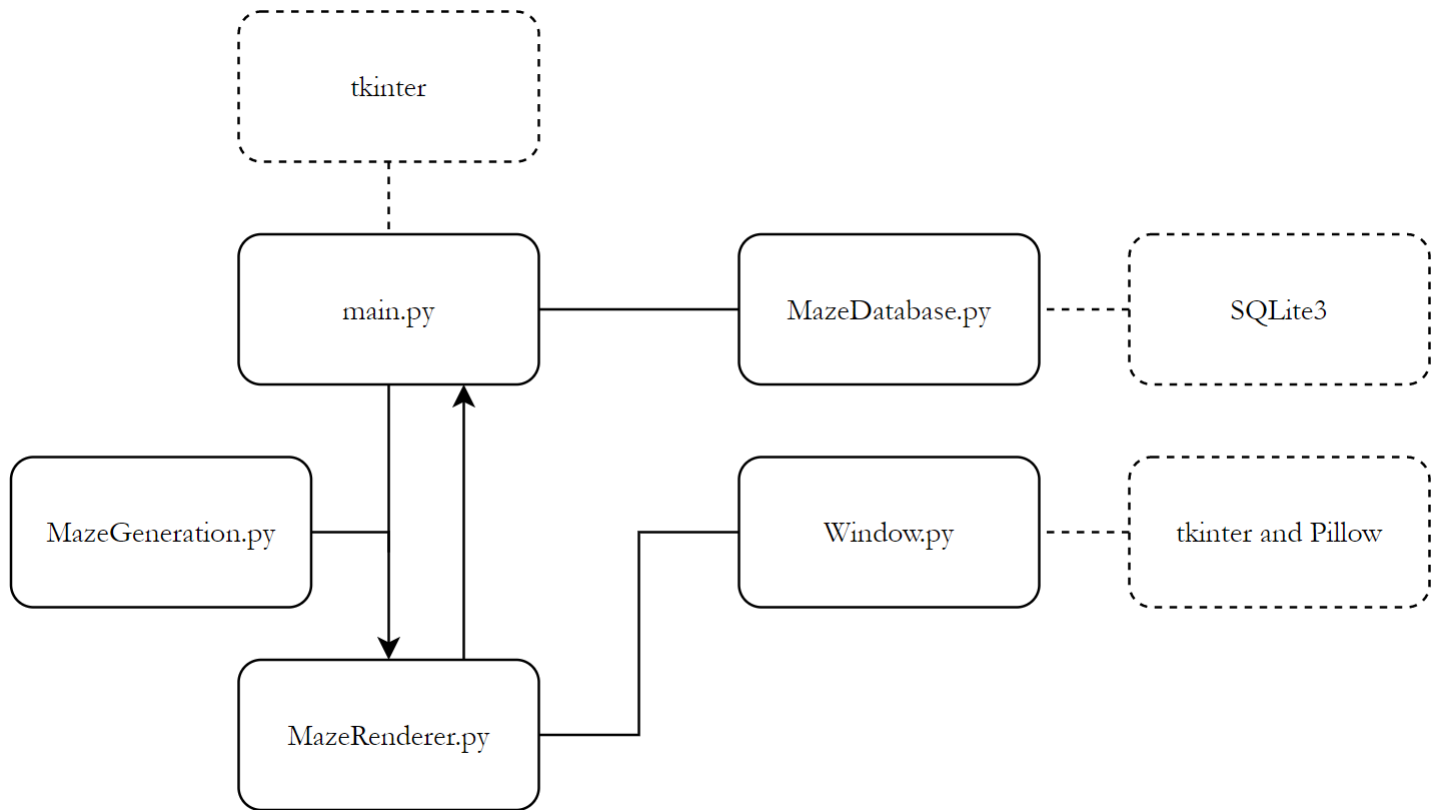 tkinter
main.py
MazeDatabase.py
SQLite3
MazeGeneration.py
Window.py
tkinter and Pillow
MazeRenderer.py